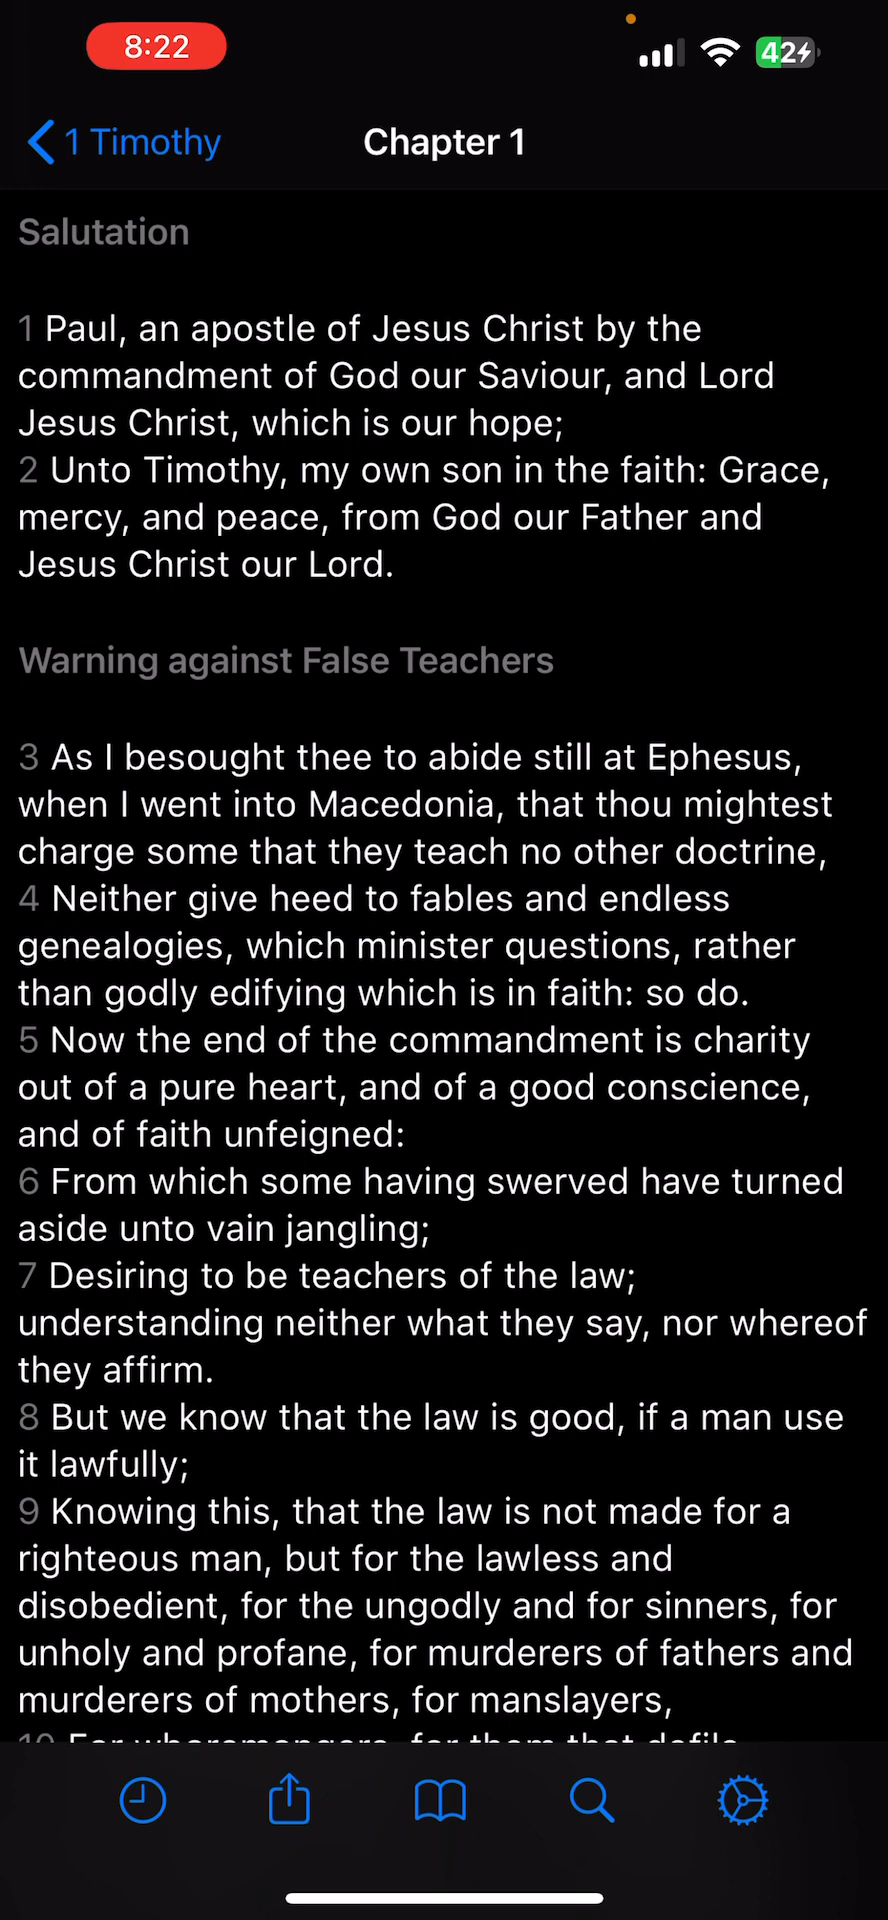 8:22
42
1 Timothy
Chapter 1
Salutation
1 Paul, an apostle of Jesus Christ by the
commandment of God our Saviour, and Lord
Jesus Christ, which is our hope;
2 Unto Timothy, my own son in the faith: Grace,
mercy, and peace, from God our Father and
Jesus Christ our Lord.
Warning against False Teachers
3 As I besought thee to abide still at Ephesus,
when I went into Macedonia, that thou mightest
charge some that they teach no other doctrine,
4 Neither give heed to fables and endless
genealogies, which minister questions, rather
than godly edifying which is in faith: so do.
5 Now the end of the commandment is charity
out of a pure heart, and of a good conscience,
and of faith unfeigned:
6 From which some having swerved have turned
aside unto vain jangling;
7 Desiring to be teachers of the law;
understanding neither what they say, nor whereof
they affirm.
8 But we know that the law is good, if a man use
it lawfully;
9 Knowing this, that the law is not made for a
righteous man, but for the lawless and
disobedient, for the ungodly and for sinners, for
unholy and profane, for murderers of fathers and
murderers of mothers, for manslayers,
10 For whoremongers, for them that defile